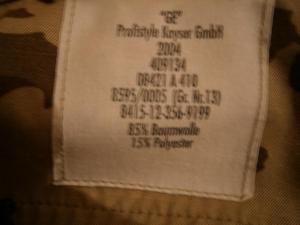 "GE"
Profistyle Kayser GmbH
2004
409134
D8421 A 410
8595/0005 (Gr. Nr.13)
8415-12-356-9199
85% Baumwolle
15% Polyester